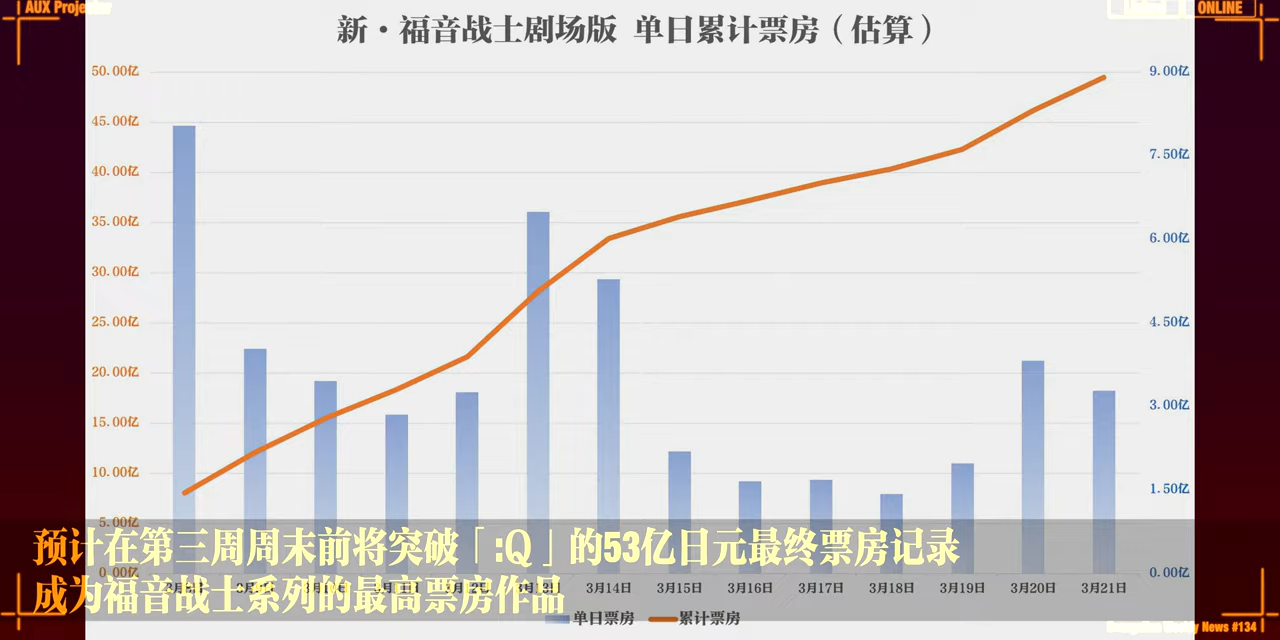 AUX Proje
ONLINE
新·福音战士剧场版 单日累计票房（估算）
50.00亿
45.00亿
40.00亿
35.00亿
30.00亿
25.00亿
20.00亿
15.00亿
10.00亿
5.00亿
0.00亿
9.00亿
7.50亿
6.00亿
4.50亿
3.00亿
1.50亿
0.00亿
3月14日
3月15日
3月16日
3月17日
3月18日
3月19日
3月20日
3月21日
预计在第三周周末前将突破「:Q」的53亿日元最终票房记录
成为福音战士系列的最高票房作品
单日票房
累计票房
News #134